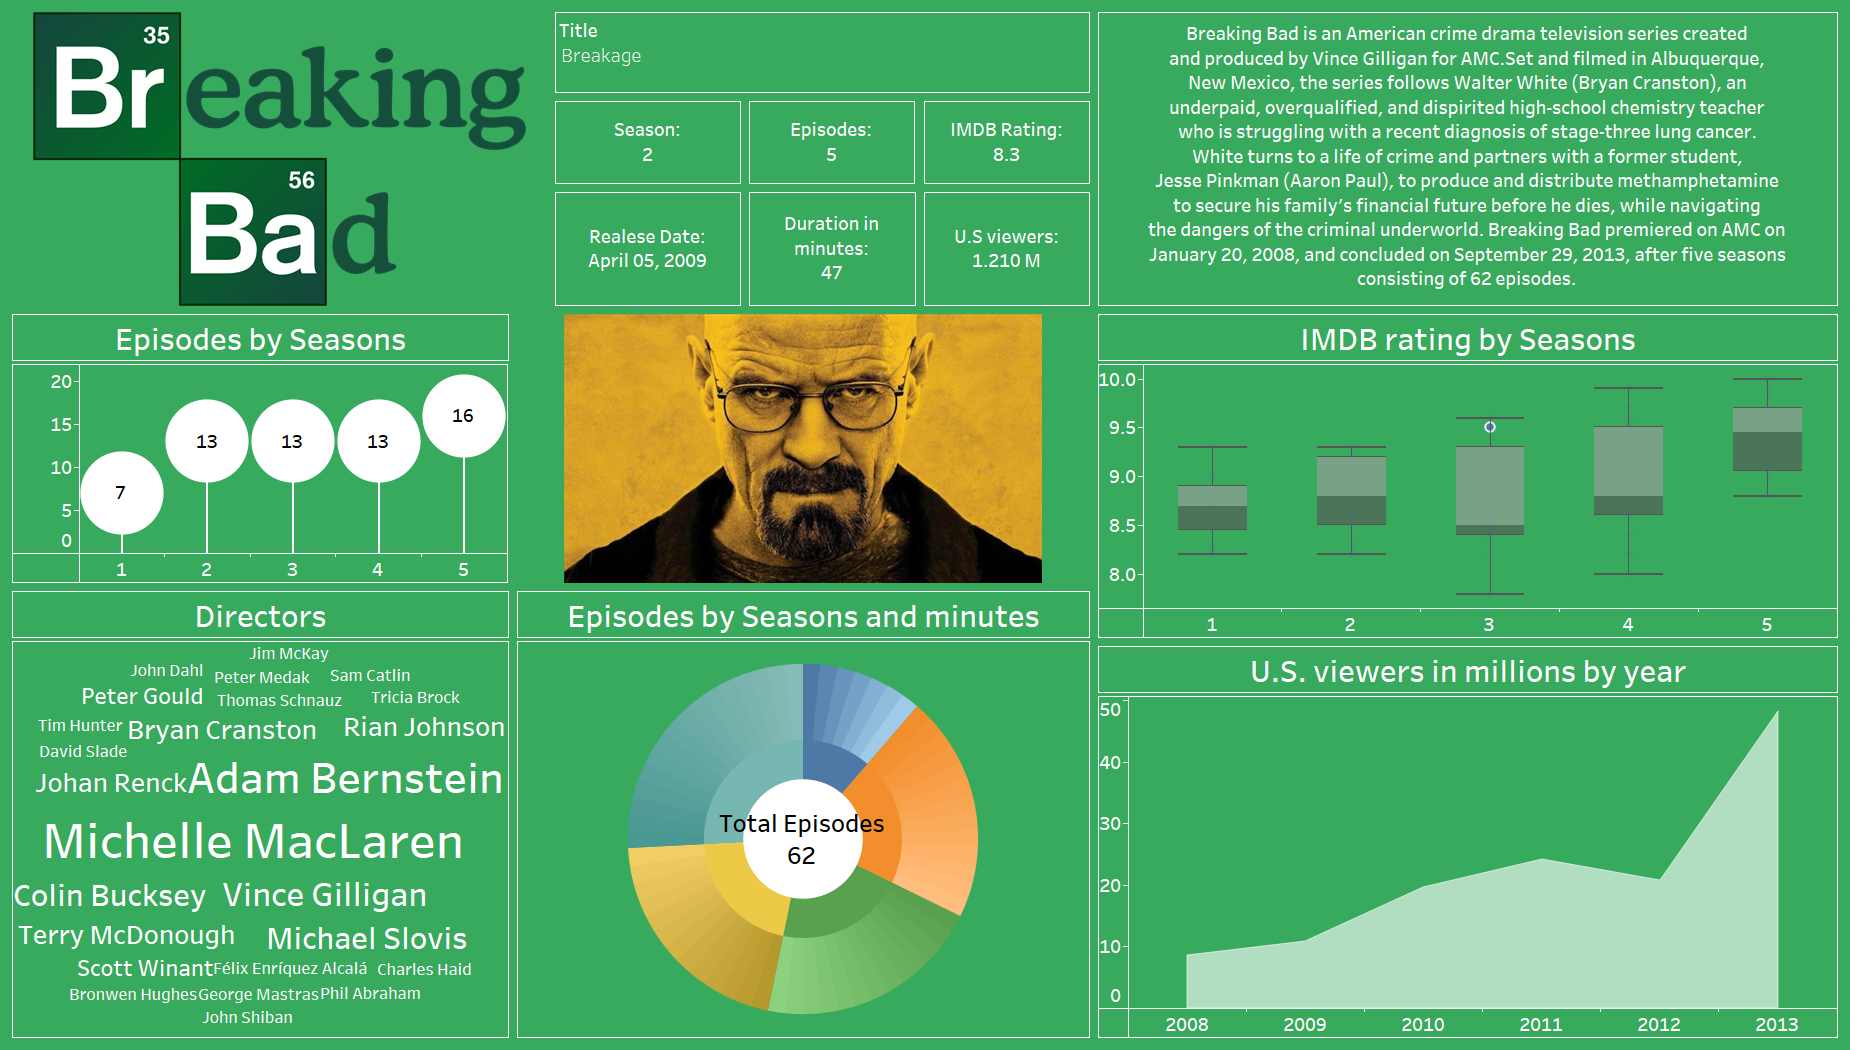 35
Breaking
56
Bad
Title
Breakage
Season:
2
Episodes:
5
IMDB Rating:
8.3
Realese Date:
April 05, 2009
Duration in
minutes:
47
U.S viewers:
1.210 M
Breaking Bad is an American crime drama television series created
and produced by Vince Gilligan for AMC.Set and filmed in Albuquerque,
New Mexico, the series follows Walter White (Bryan Cranston), an
underpaid, overqualified, and dispirited high-school chemistry teacher
who is struggling with a recent diagnosis of stage-three lung cancer.
White turns to a life of crime and partners with a former student,
Jesse Pinkman (Aaron Paul), to produce and distribute methamphetamine
to secure his family's financial future before he dies, while navigating
the dangers of the criminal underworld. Breaking Bad premiered on AMC on
January 20, 2008, and concluded on September 29, 2013, after five seasons
consisting of 62 episodes.
Episodes by Seasons
20
15
10
5
0
7
13
13
13
16
1 2 3 4 5
IMDB rating by Seasons
10.0
9.5
9.0
8.5
8.0
1 2 3 4 5
Directors
Jim McKay
John Dahl Peter Medak Sam Catlin
Peter Gould Thomas Schnauz Tricia Brock
Tim Hunter Bryan Cranston Rian Johnson
David Slade
Johan Renck Adam Bernstein
Michelle MacLaren
Colin Bucksey Vince Gilligan
Terry McDonough Michael Slovis
Scott Winant Félix Enríquez Alcalá Charles Haid
Bronwen Hughes George Mastras Phil Abraham
John Shiban
Episodes by Seasons and minutes
Total Episodes
62
U.S. viewers in millions by year
50
40
30
20
10
0
2008 2009 2010 2011 2012 2013